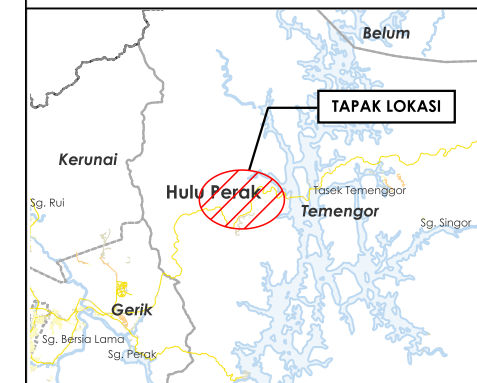 Belum
TAPAK LOKASI
Kerunai
Hulu Perak
Tasek Temenggor
Sg. Rui
Temengor
Sg. Singor
Gerik
Sg. Bersia Lama
Sg. Perak